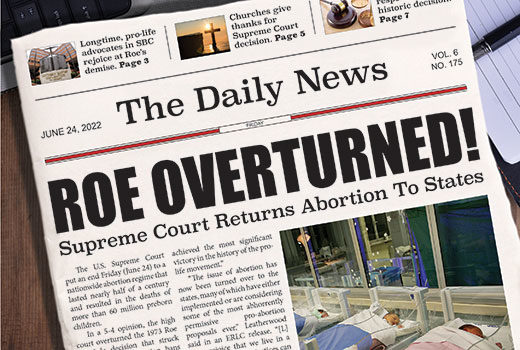 Longtime, pro-life
advocates in SBC
rejoice at Roe's
demise. Page 3
Churches give
thanks for
Supreme Court
decision. Page 5
historic decision.
Page 7
The Daily News
VOL. 6
NO. 175
JUNE 24, 2022
FRIDAY
ROE OVERTURNED!
Supreme Court Returns Abortion To States
The U.S. Supreme Court
put an end Friday (June 24) to a
nationwide abortion regime that
lasted nearly half of a century
and resulted in the deaths of
more than 60 million preborn
children.
In a 5-4 opinion, the high
court overturned the 1973 Roe
decision that struck
bans
achieved the most significant
victory in the history of the pro-
life movement."
"The issue of abortion has
now been turned over to the
states, many of which have either
implemented or are considering
some of the most abhorrently
permissive pro-abortion
proposals ever," Leatherwood
said in an ERLC release. "[I]
rejoice that we live in a
can